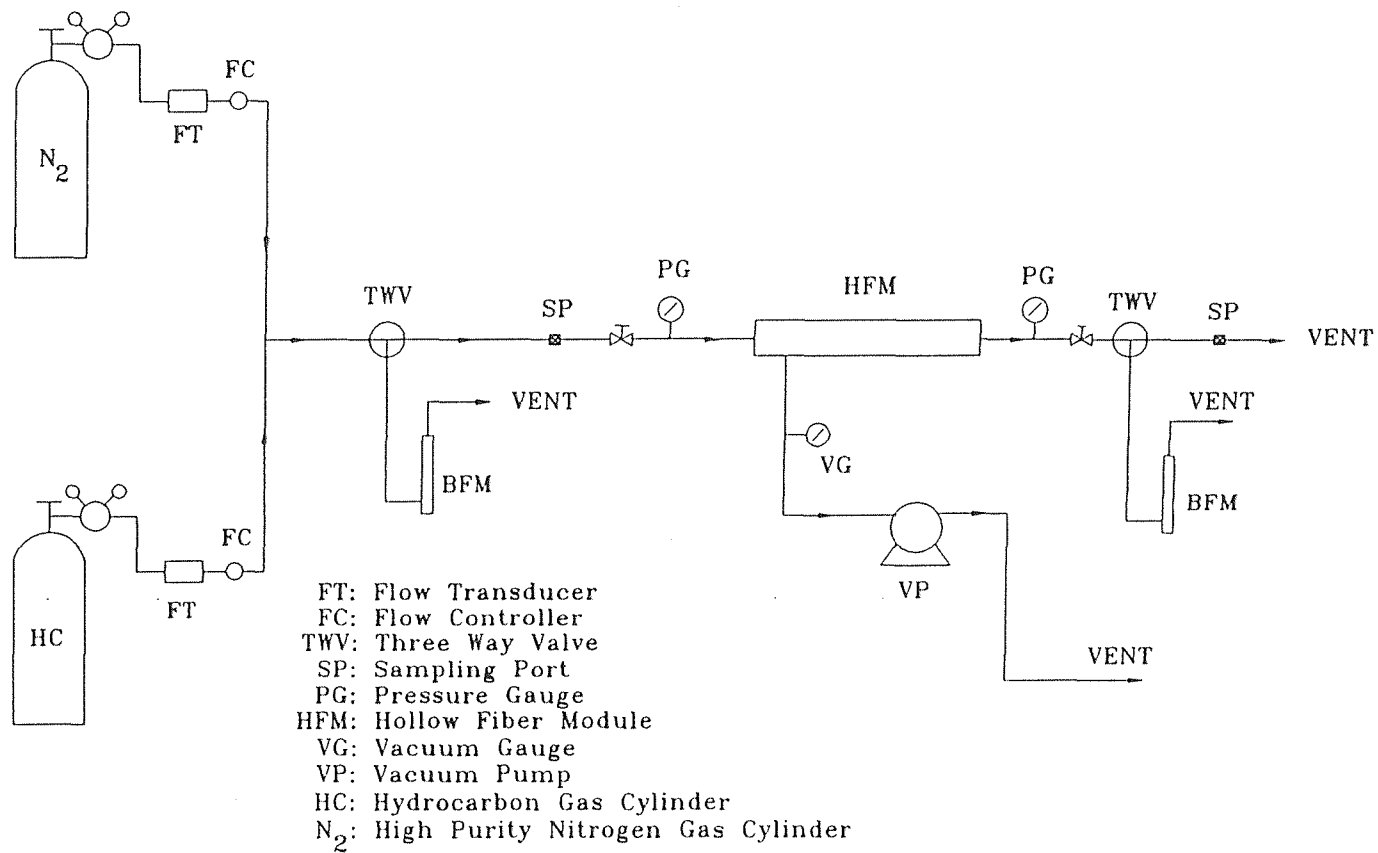 FC
FT
N2
PG
HFM
PG
TWV
SP
TWV
SP
VENT
VENT
VENT
VG
BFM
BFM
FC
VP
FT
HC
VENT
FT: Flow Transducer
FC: Flow Controller
TWV: Three Way Valve
SP: Sampling Port
PG: Pressure Gauge
HFM: Hollow Fiber Module
VG: Vacuum Gauge
VP: Vacuum Pump
HC: Hydrocarbon Gas Cylinder
N2: High Purity Nitrogen Gas Cylinder